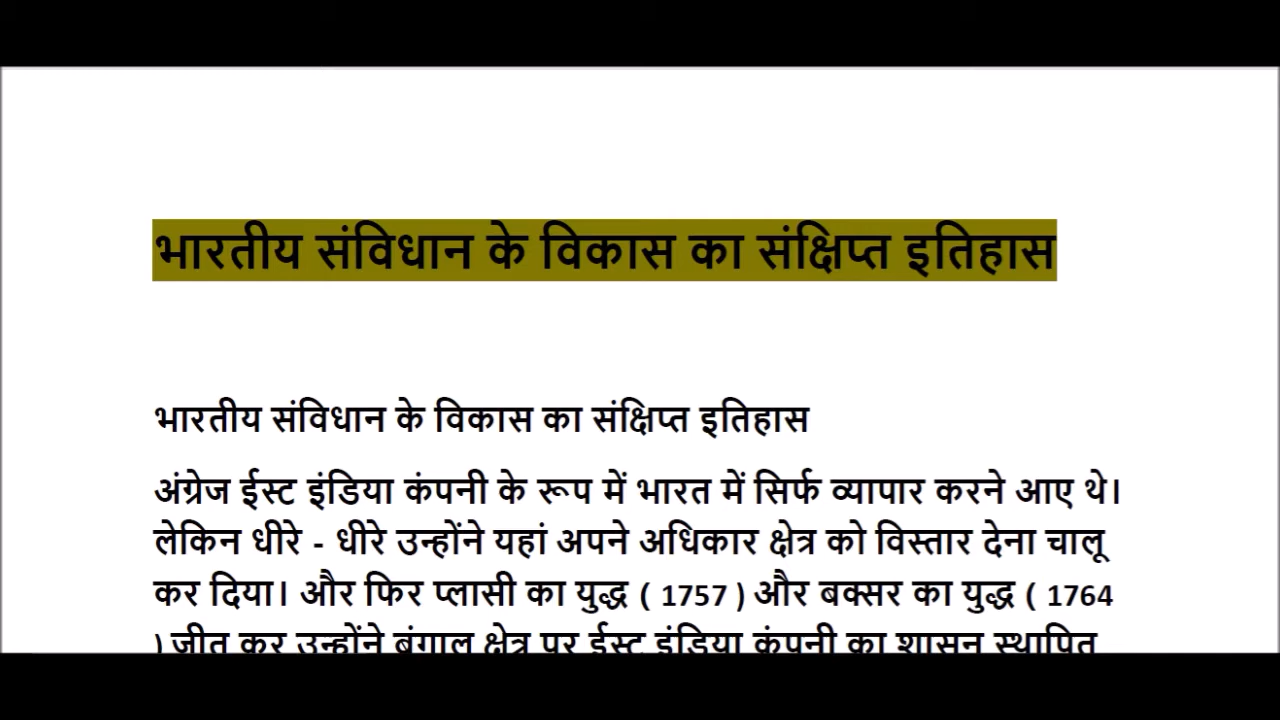 भारतीय संविधान के विकास का संक्षिप्त इतिहास
भारतीय संविधान के विकास का संक्षिप्त इतिहास
अंग्रेज ईस्ट इंडिया कंपनी के रूप में भारत में सिर्फ व्यापार करने आए थे।
लेकिन धीरे - धीरे उन्होंने यहां अपने अधिकार क्षेत्र को विस्तार देना चालू
कर दिया। और फिर प्लासी का युद्ध ( 1757 ) और बक्सर का युद्ध ( 1764
) जीत कर उन्होंने बंगाल क्षेत्र पर ईस्ट इंडिया कंपनी का शासन स्थापित